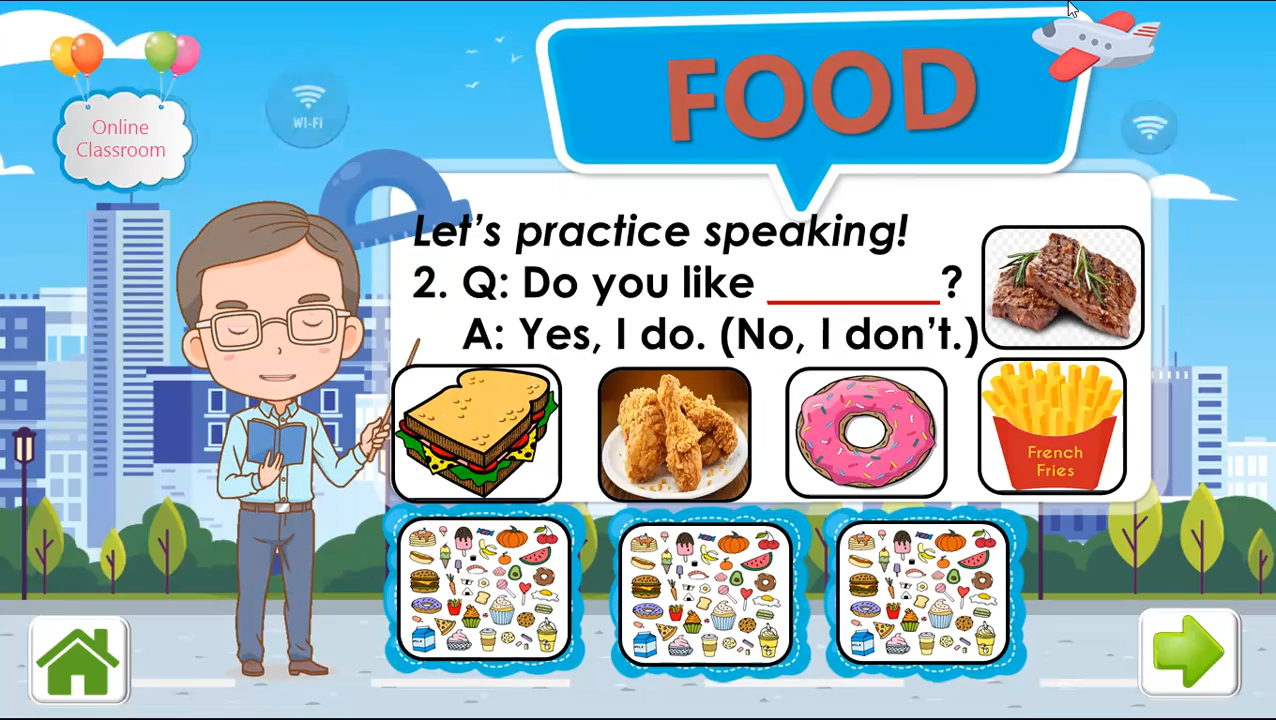 Online
Classroom
WI-FI
FOOD
Let's practice speaking!
2. Q: Do you like ________?
A: Yes, I do. (No, I don't.)
French
Fries